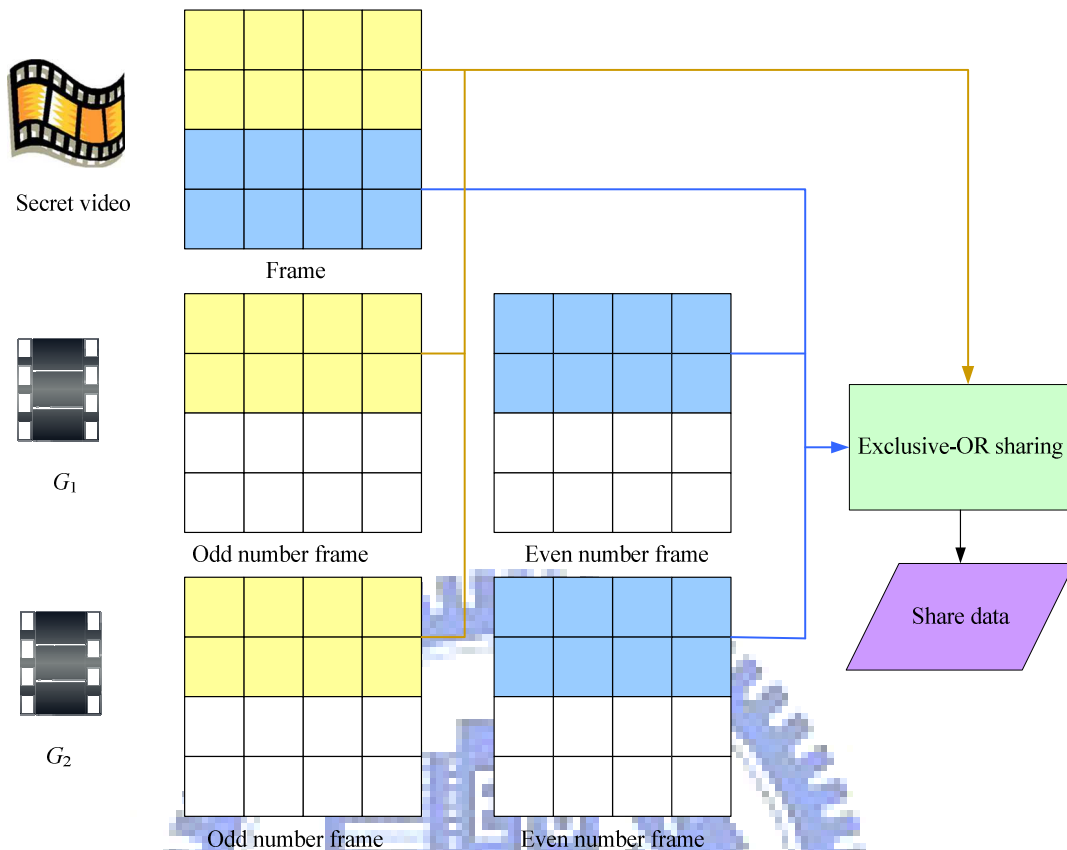 Secret video
Frame
G₁
Odd number frame
Even number frame
Exclusive-OR sharing
Share data
G₂
Odd number frame
Even number frame